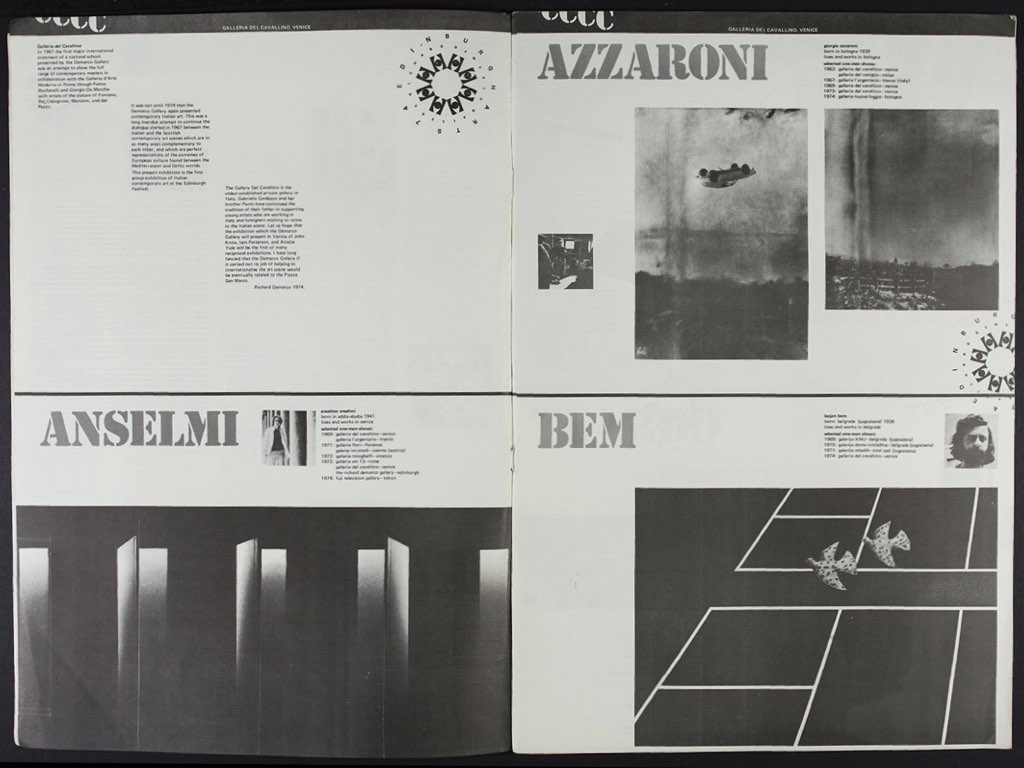 CCCC
GALLERIA DEL CAVALLINO, VENICE
Galleria del Cavallino
In 1967 the first major international
statement of a national school
presented by the Demarco Gallery
was an attempt to show the full
range of contemporary masters in
collaboration with the Galleria d'Arte
Moderna in Rome though Palma
Bucharelli and Giorgio De Marchis
with artists of the stature of Fontana,
Pezzo.
It was not until 1974 that the
Demarco Gallery again presented
contemporary Italian art. This was a
long overdue attempt to continue the
dialogue started in 1967 between the
Italian and the Scottish
contemporary art scenes which are in
so many ways complementary to
each other, and which are perfect
representations of the extremes of
European culture found between the
Mediterranean and Celtic worlds.
This present exhibition is the first
group exhibition of Italian
contemporary art at the Edinburgh
Festival.
The Gallery Del Cavallino is the
oldest established private gallery in
Italy. Gabriella Cardazzo and her
brother Paolo have continued the
tradition of their father in supporting
young artists who are working in
Italy and foreigners wishing to relate
to the Italian scene. Let us hope that
the exhibition which the Demarco
Gallery will present in Venice of John
Knox, Iain Patterson, and Ainslie
Yule will be the first of many
reciprocal exhibitions. I have long
fancied that the Demarco Gallery if
it carried out its job of helping to
internationalise the art scene would
be eventually related to the Piazza
San Marco.
Richard Demarco 1974.
EDINBURGH ARTS
ANSELMI
anselmo anselmi
born in addis-ababa 1941
lives and works in venice
selected one-men shows:
1969: galleria del cavallino-venice
galleria l'argentario-trento
1971: galleria flori-florence
galerie im stock-vienna (austria)
1972: galleria tinoghelli-vicenza
1973: galleria sm 13-rome
galleria del cavallino-venice
the richard demarco gallery-edinburgh
1974: fuji television gallery-tokyo
CCCC
GALLERIA DEL CAVALLINO, VENICE
AZZARONI
giorgio azzaroni
born in bologna 1939
lives and works in bologna
selected one-men shows:
1963: galleria del cavallino-venice
galleria del naviglio-milan
1967: galleria l'argentario-trento (italy)
1969: galleria del cavallino-venice
1973: galleria del cavallino-venice
1974: galleria nuova loggia-bologna
BEM
bojan bem
born belgrade (jugoslavia) 1936
lives and works in belgrade
selected one-men shows:
1969: galerija KNU-belgrade (jugoslavia)
1970: galerija doma omladina-belgrade (jugoslavia)
1971: galerija mladih-novi sad (jugoslavia)
1974: galleria del cavallino-venice